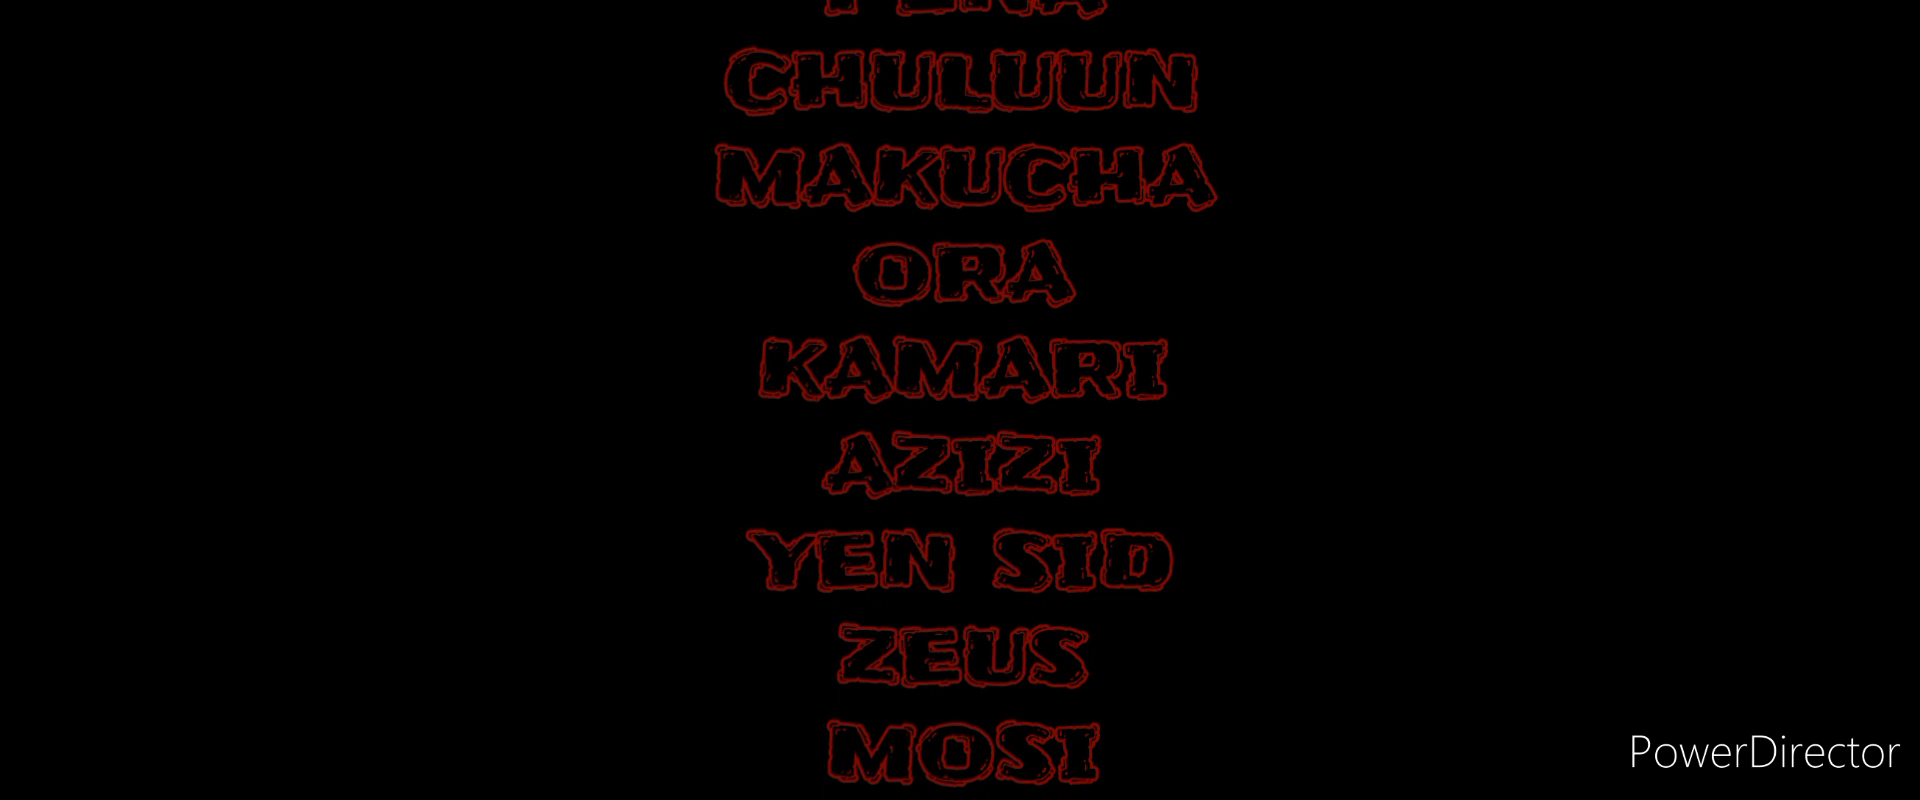 CHULUUN
MAKUCHA
ORA
KAMARI
AZIZI
YEN SID
ZEUS
MOSI
PowerDirector